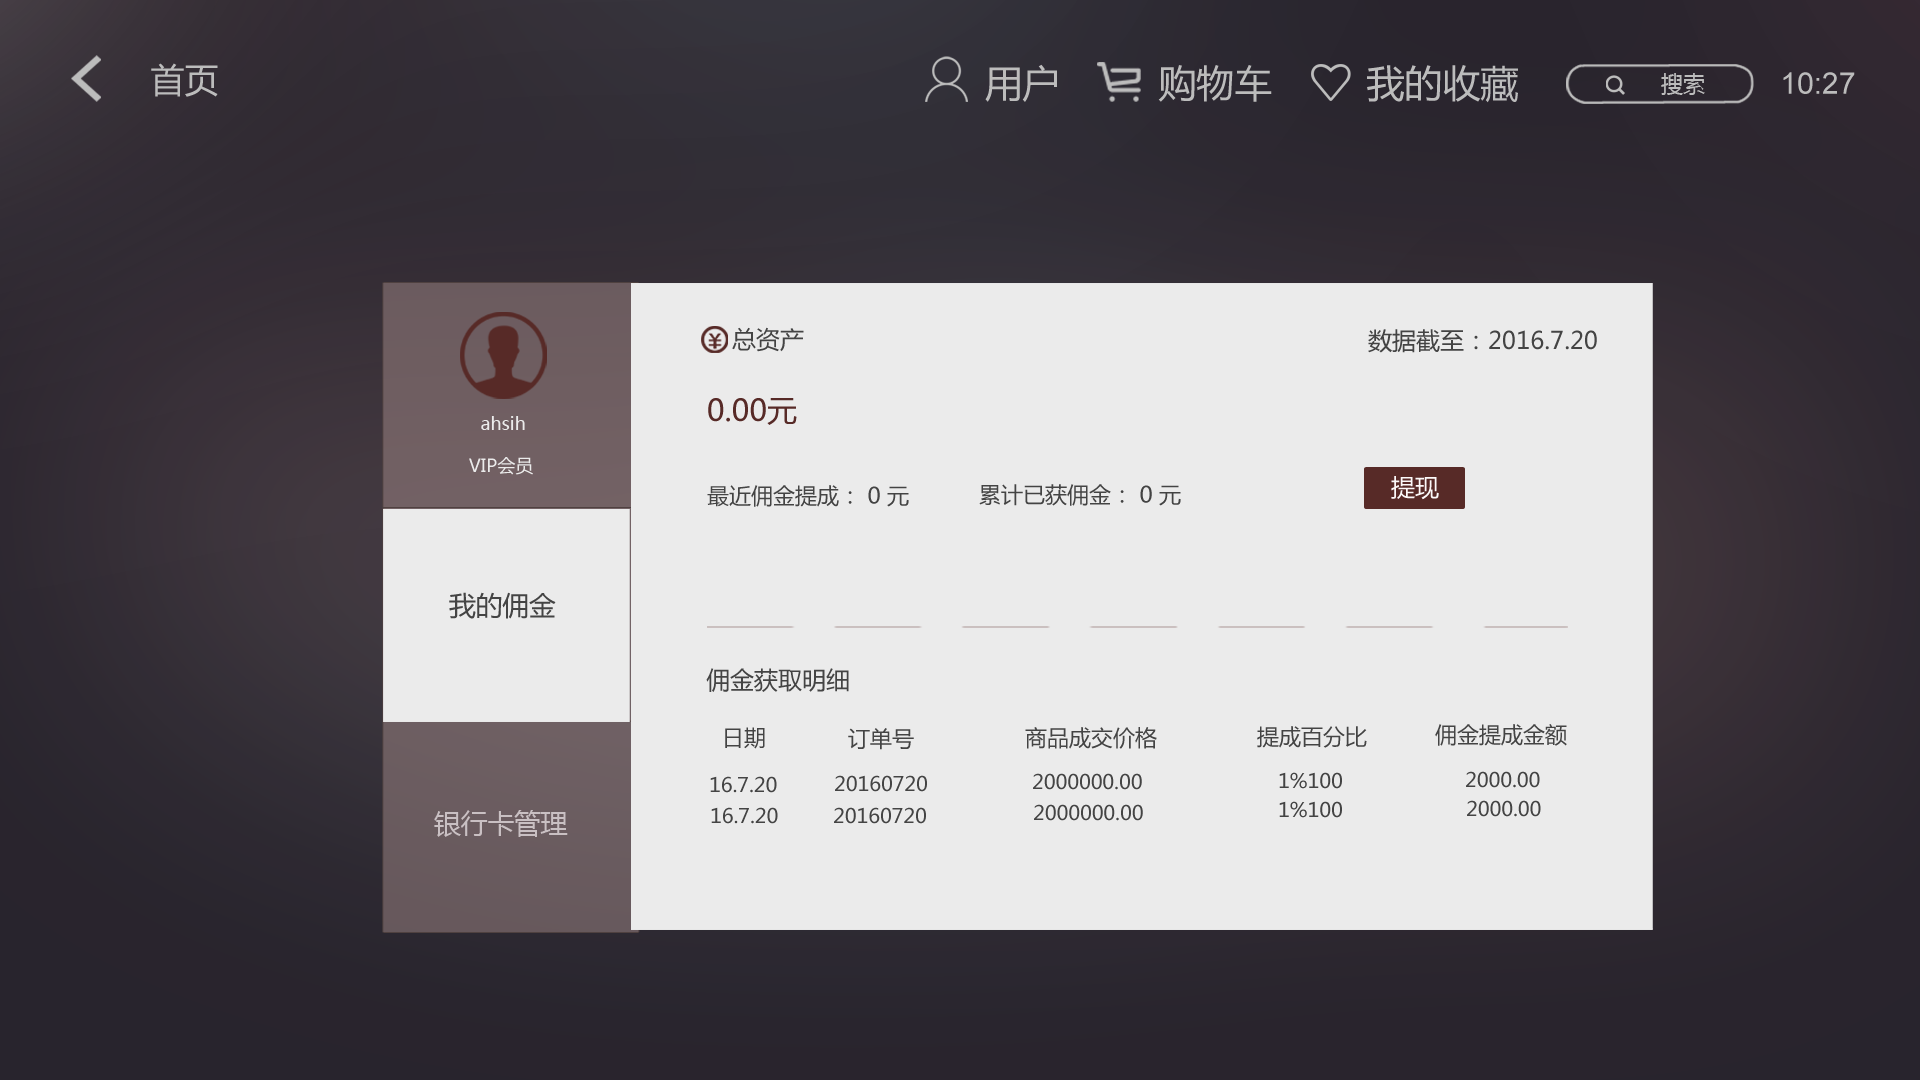 首页
用户
购物车
我的收藏
搜索
10:27
ahsih
VIP会员
我的佣金
银行卡管理
¥总资产
数据截至：2016.7.20
0.00元
最近佣金提成： 0 元
累计已获佣金： 0 元
提现
佣金获取明细
日期 订单号 商品成交价格 提成百分比 佣金提成金额
16.7.20 20160720 2000000.00 1%100 2000.00
16.7.20 20160720 2000000.00 1%100 2000.00